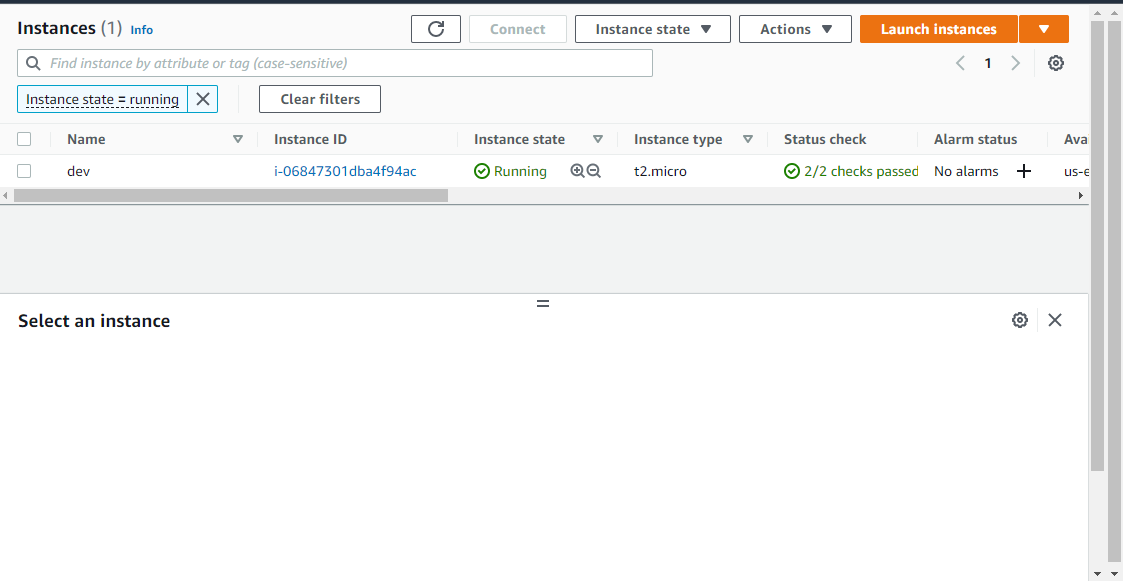 Instances (1) Info
Connect
Instance state
Actions
Launch instances
Find instance by attribute or tag (case-sensitive)
1
Instance state = running
Clear filters
Name Instance ID Instance state Instance type Status check Alarm status Ava
dev i-06847301dba4f94ac Running t2.micro 2/2 checks passed No alarms us-e
Select an instance